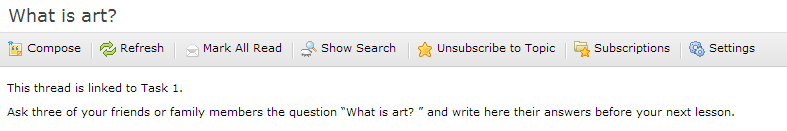 What is art?
Compose Refresh Mark All Read Show Search Unsubscribe to Topic Subscriptions Settings
This thread is linked to Task 1.
Ask three of your friends or family members the question “What is art? ” and write here their answers before your next lesson.